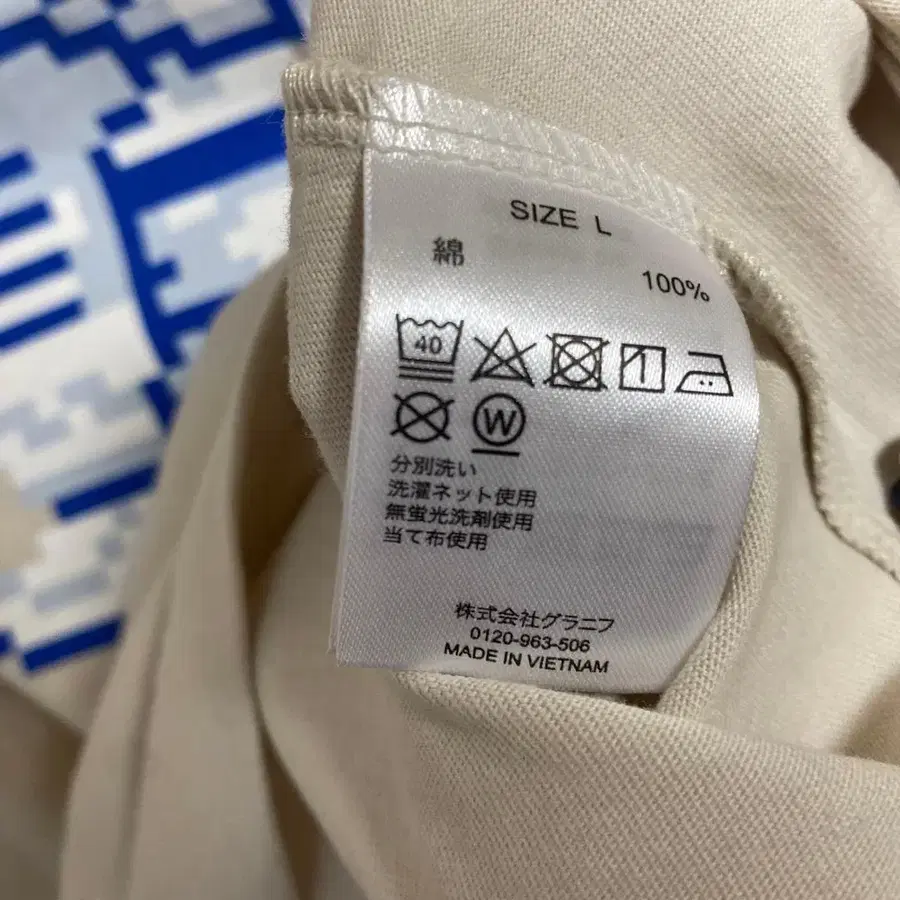 SIZE L
綿 100%
40
W
分別洗い
洗濯ネット使用
無蛍光洗剤使用
当て布使用
株式会社グラニフ
0120-963-506
MADE IN VIETNAM